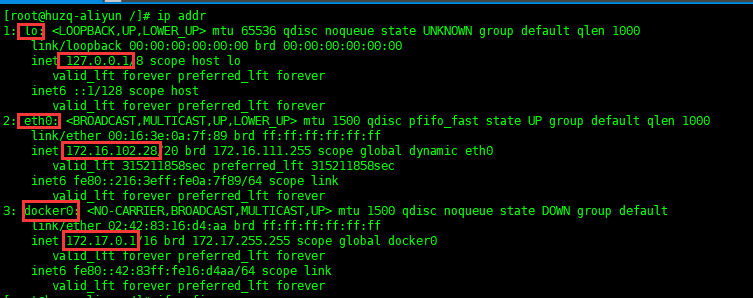 [root@huzq-aliyun /]# ip addr
1: lo: <LOOPBACK,UP,LOWER_UP> mtu 65536 qdisc noqueue state UNKNOWN group default qlen 1000
link/loopback 00:00:00:00:00:00 brd 00:00:00:00:00:00
inet 127.0.0.1/8 scope host lo
valid_lft forever preferred_lft forever
inet6 ::1/128 scope host
valid_lft forever preferred_lft forever
2: eth0: <BROADCAST,MULTICAST,UP,LOWER_UP> mtu 1500 qdisc pfifo_fast state UP group default qlen 1000
link/ether 00:16:3e:0a:7f:89 brd ff:ff:ff:ff:ff:ff
inet 172.16.102.28/20 brd 172.16.111.255 scope global dynamic eth0
valid_lft 315211858sec preferred_lft 315211858sec
inet6 fe80::216:3eff:fe0a:7f89/64 scope link
valid_lft forever preferred_lft forever
3: docker0: <NO-CARRIER,BROADCAST,MULTICAST,UP> mtu 1500 qdisc noqueue state DOWN group default
link/ether 02:42:83:16:d4:aa brd ff:ff:ff:ff:ff:ff
inet 172.17.0.1/16 brd 172.17.255.255 scope global docker0
valid_lft forever preferred_lft forever
inet6 fe80::42:83ff:fe16:d4aa/64 scope link
valid_lft forever preferred_lft forever